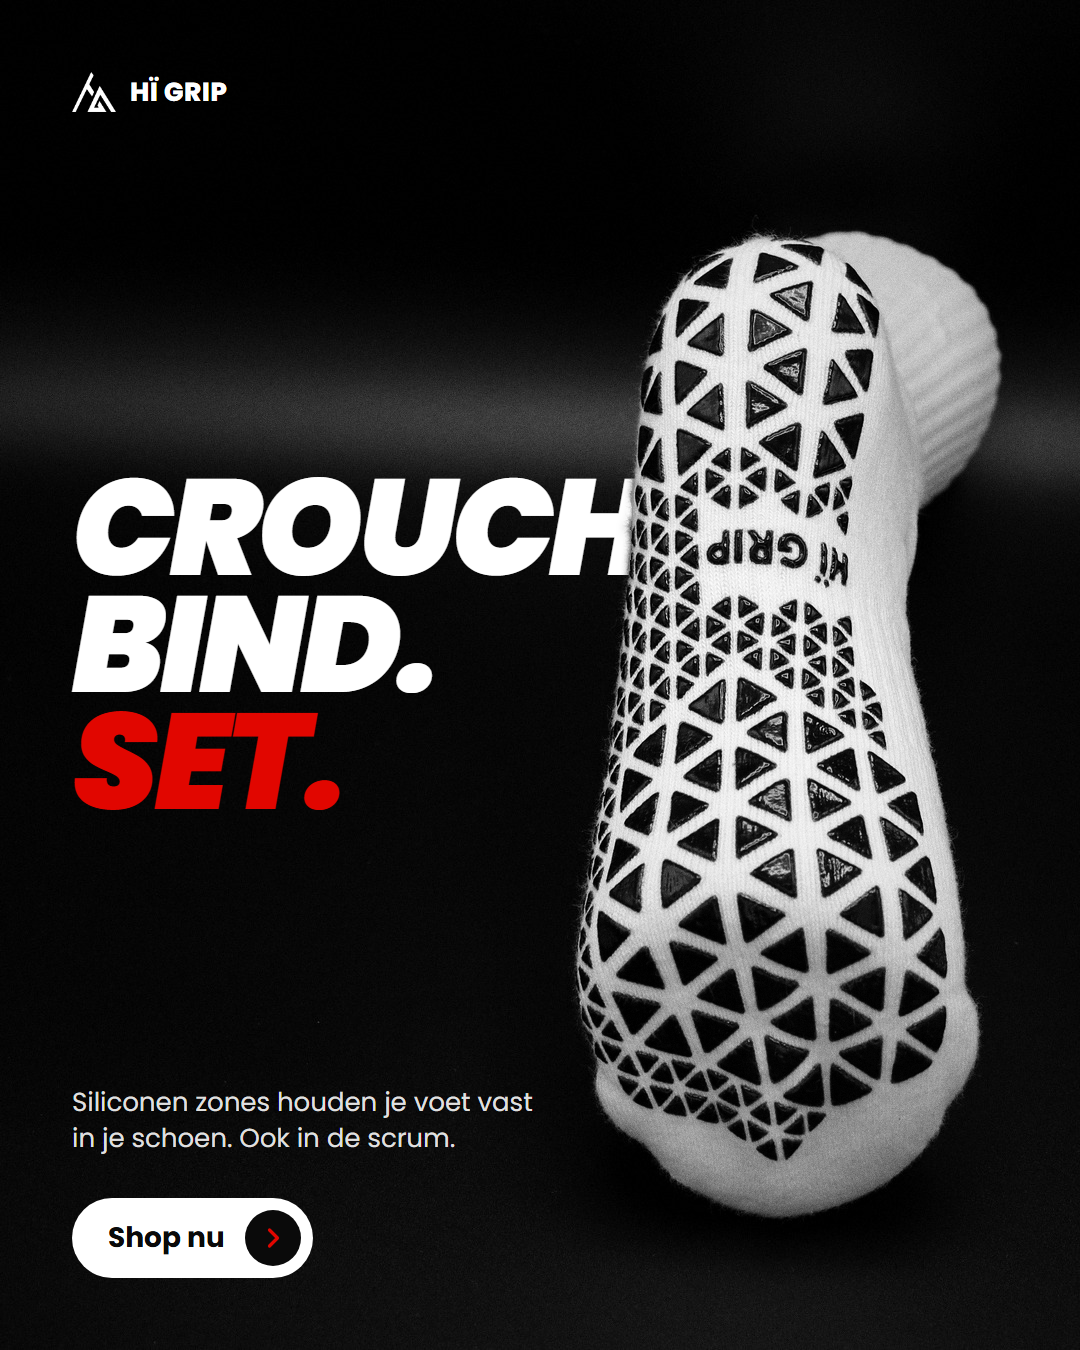 HÏ GRIP
CROUCH
BIND.
SET.
HÏ GRIP
Siliconen zones houden je voet vast
in je schoen. Ook in de scrum.
Shop nu